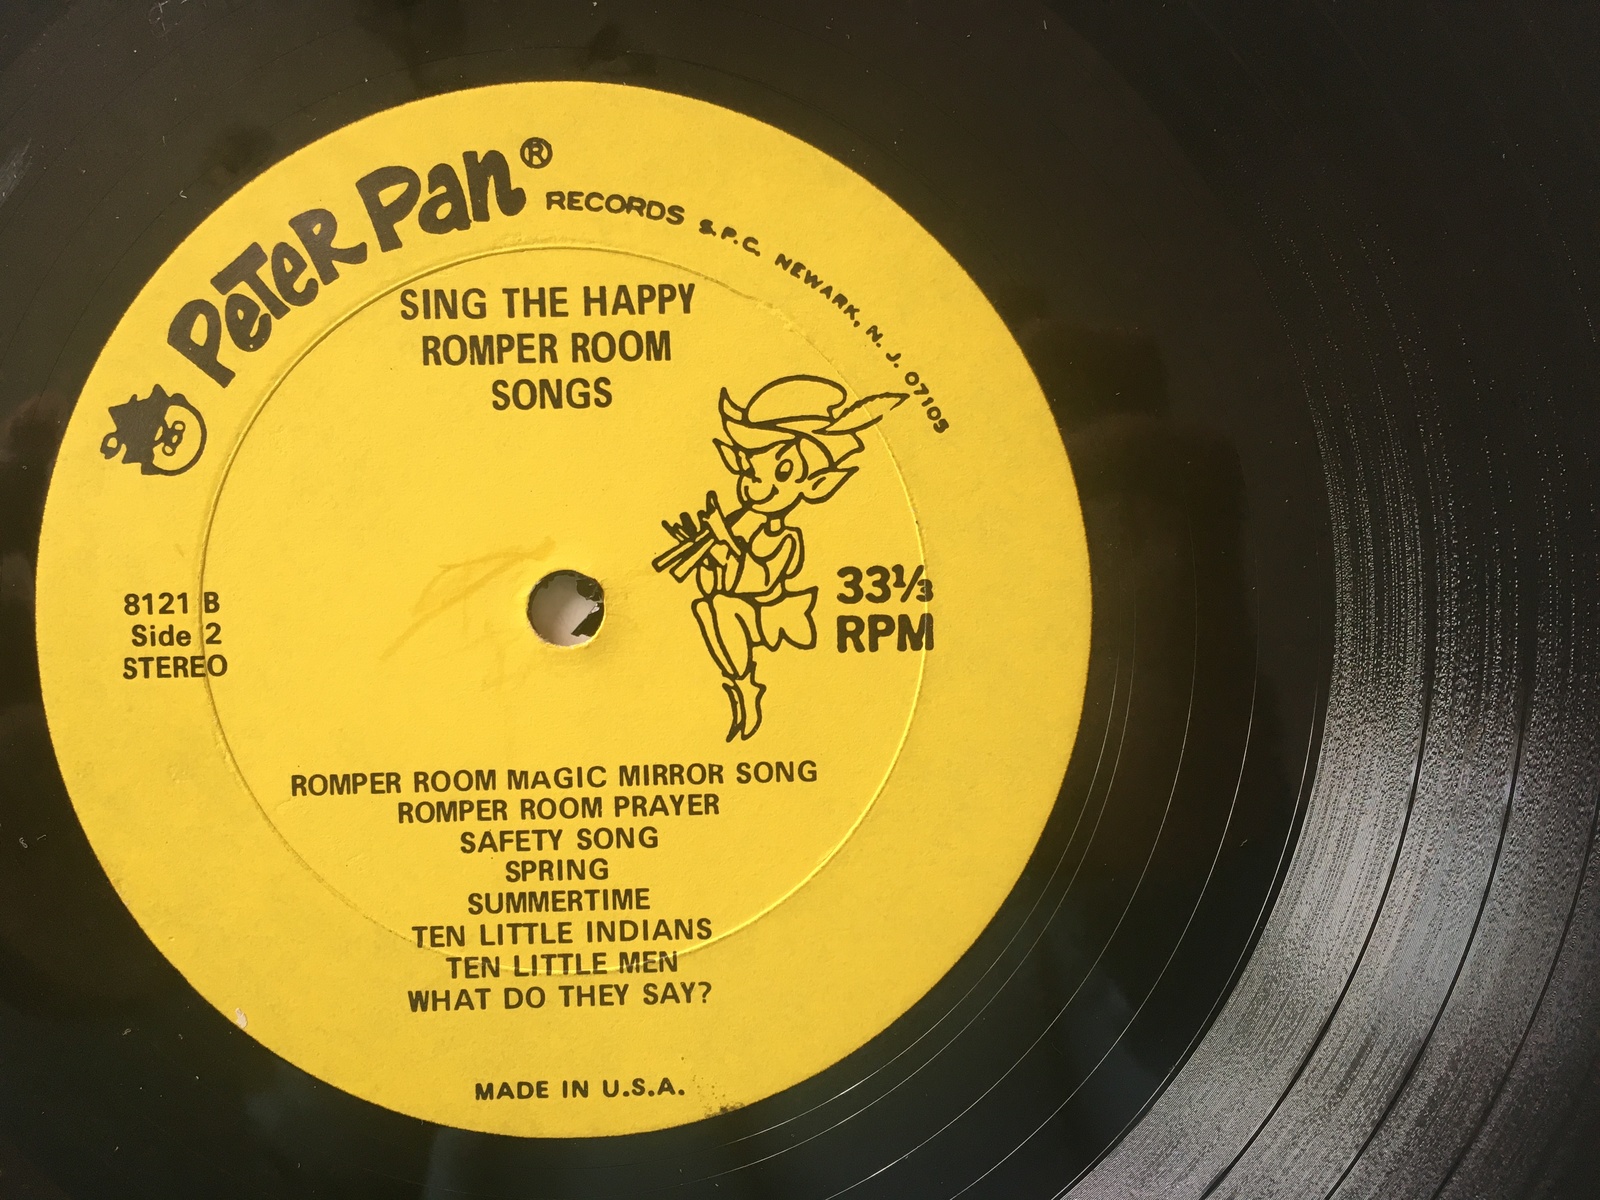 PETER PAN® RECORDS S.P.C. NEWARK, N. J. 07105
SING THE HAPPY
ROMPER ROOM
SONGS
33⅓
RPM
8121 B
Side 2
STEREO
ROMPER ROOM MAGIC MIRROR SONG
ROMPER ROOM PRAYER
SAFETY SONG
SPRING
SUMMERTIME
TEN LITTLE INDIANS
TEN LITTLE MEN
WHAT DO THEY SAY?
MADE IN U.S.A.